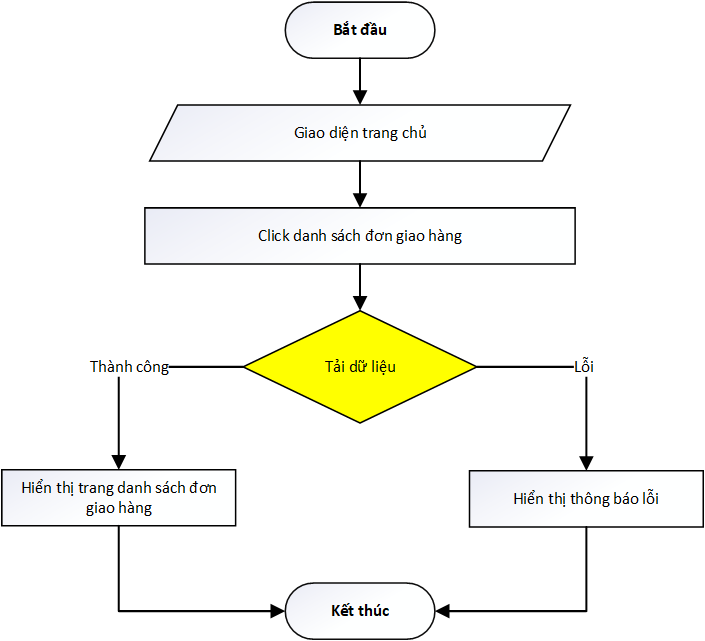 Bắt đầu
Giao diện trang chủ
Click danh sách đơn giao hàng
Tải dữ liệu
Thành công
Lỗi
Hiển thị trang danh sách đơn
giao hàng
Hiển thị thông báo lỗi
Kết thúc